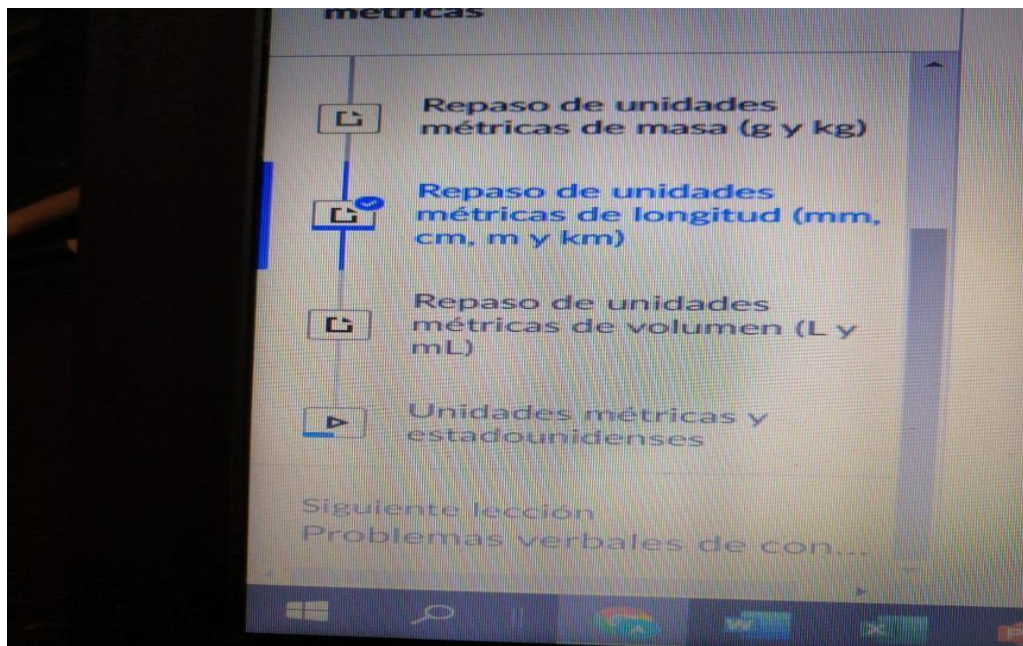 métricas
Repaso de unidades
métricas de masa (g y kg)
Repaso de unidades
métricas de longitud (mm,
cm, m y km)
Repaso de unidades
métricas de volumen (L y
mL)
Unidades métricas y
estadounidenses
Siguiente lección
Problemas verbales de con...
W
X
P